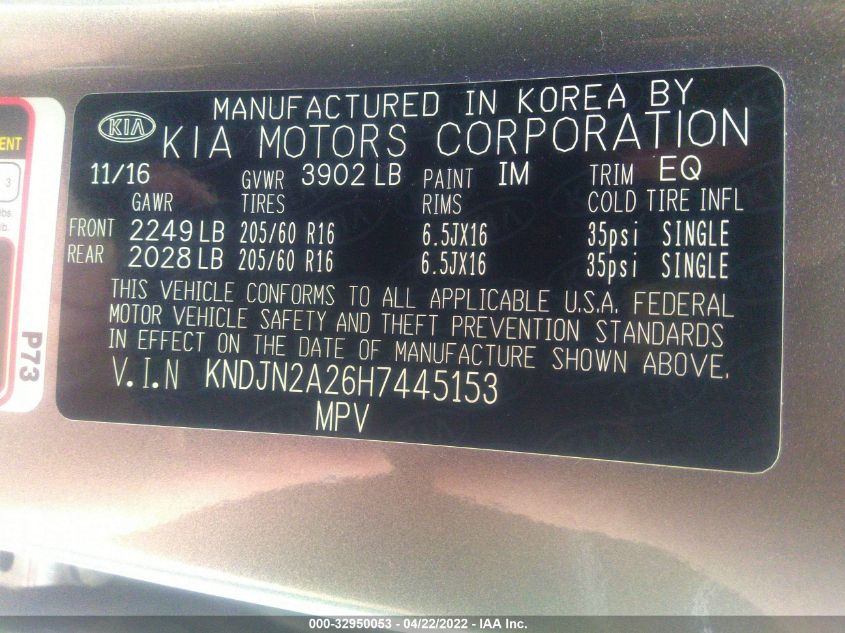 MANUFACTURED IN KOREA BY
KIA KIA MOTORS CORPORATION
11/16 GVWR 3902 LB PAINT IM TRIM EQ
GAWR TIRES RIMS COLD TIRE INFL
FRONT 2249 LB 205/60 R16 6.5JX16 35psi SINGLE
REAR 2028 LB 205/60 R16 6.5JX16 35psi SINGLE
THIS VEHICLE CONFORMS TO ALL APPLICABLE U.S.A. FEDERAL
MOTOR VEHICLE SAFETY AND THEFT PREVENTION STANDARDS
IN EFFECT ON THE DATE OF MANUFACTURE SHOWN ABOVE.
V.I.N KNDJN2A26H7445153
MPV
3
P73
000-32950053 - 04/22/2022 - IAA Inc.